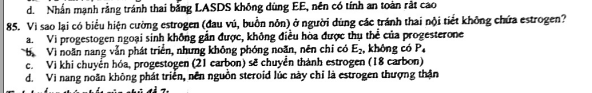 d. Nhấn mạnh rằng tránh thai bằng LASDS không dùng EE, nên có tính an toàn rất cao
85. Vì sao lại có biểu hiện cường estrogen (đau vú, buồn nôn) ở người dùng các tránh thai nội tiết không chứa estrogen?
a. Vì progestogen ngoại sinh không gắn được, không điều hòa được thụ thể của progesterone
b. Vì noãn nang vẫn phát triển, nhưng không phóng noãn, nên chỉ có E₂, không có P₄
c. Vì khi chuyển hóa, progestogen (21 carbon) sẽ chuyển thành estrogen (18 carbon)
d. Vì nang noãn không phát triển, nên nguồn steroid lúc này chỉ là estrogen thượng thận